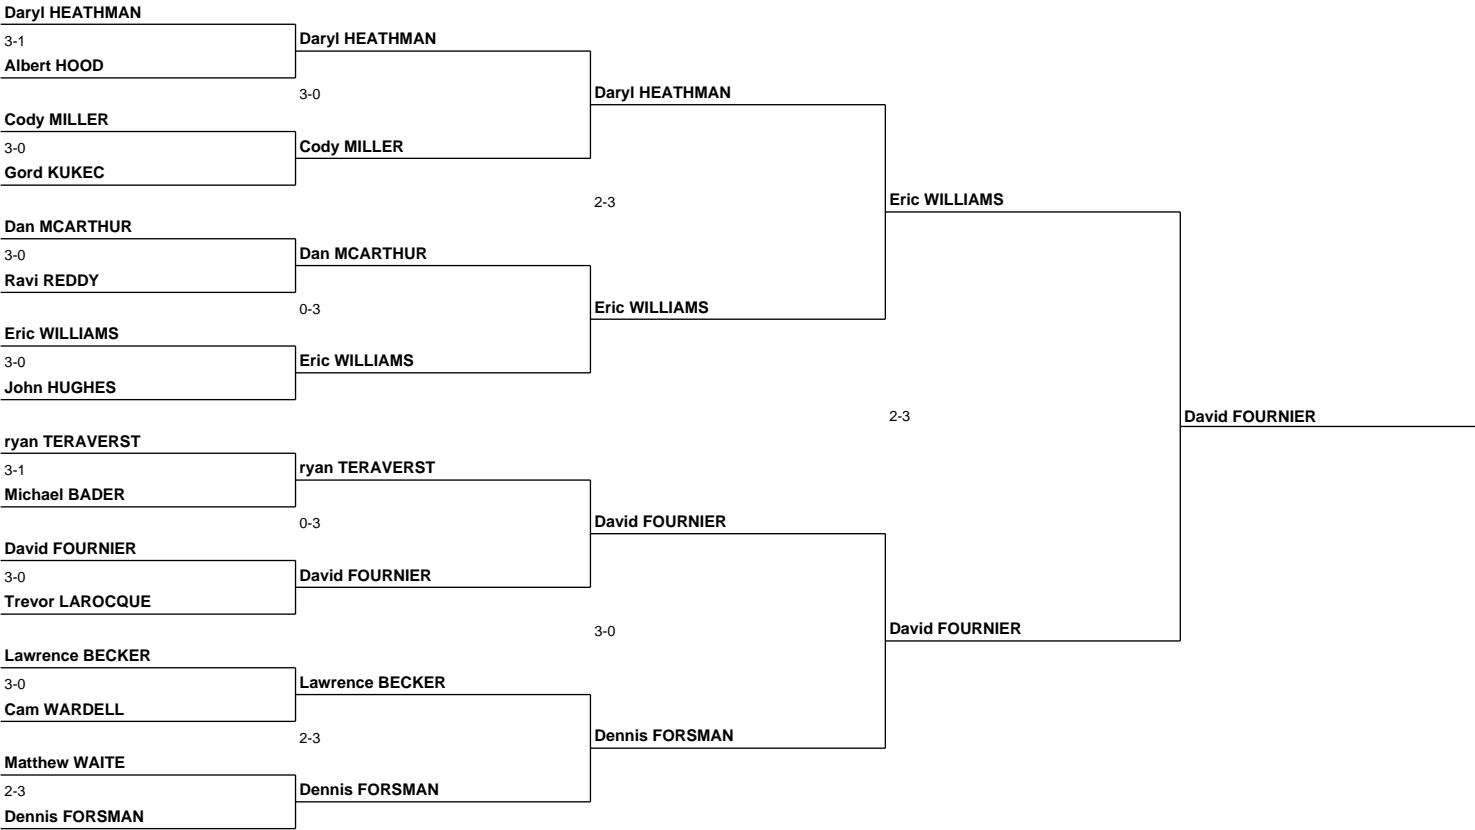 Daryl HEATHMAN
3-1
Albert HOOD
Cody MILLER
3-0
Gord KUKEC
Dan MCARTHUR
3-0
Ravi REDDY
Eric WILLIAMS
3-0
John HUGHES
ryan TERAVERST
3-1
Michael BADER
David FOURNIER
3-0
Trevor LAROCQUE
Lawrence BECKER
3-0
Cam WARDELL
Matthew WAITE
2-3
Dennis FORSMAN
Daryl HEATHMAN
3-0
Cody MILLER
Dan MCARTHUR
0-3
Eric WILLIAMS
ryan TERAVERST
0-3
David FOURNIER
Lawrence BECKER
2-3
Dennis FORSMAN
Daryl HEATHMAN
2-3
Eric WILLIAMS
David FOURNIER
3-0
Dennis FORSMAN
Eric WILLIAMS
2-3
David FOURNIER
David FOURNIER